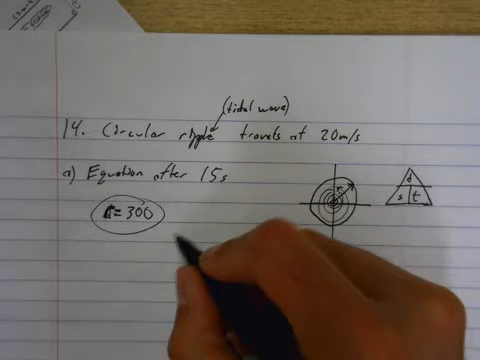 (tidal wave)
14. Circular ripple travels at 20m/s
a) Equation after 15s
d
s t
r = 300